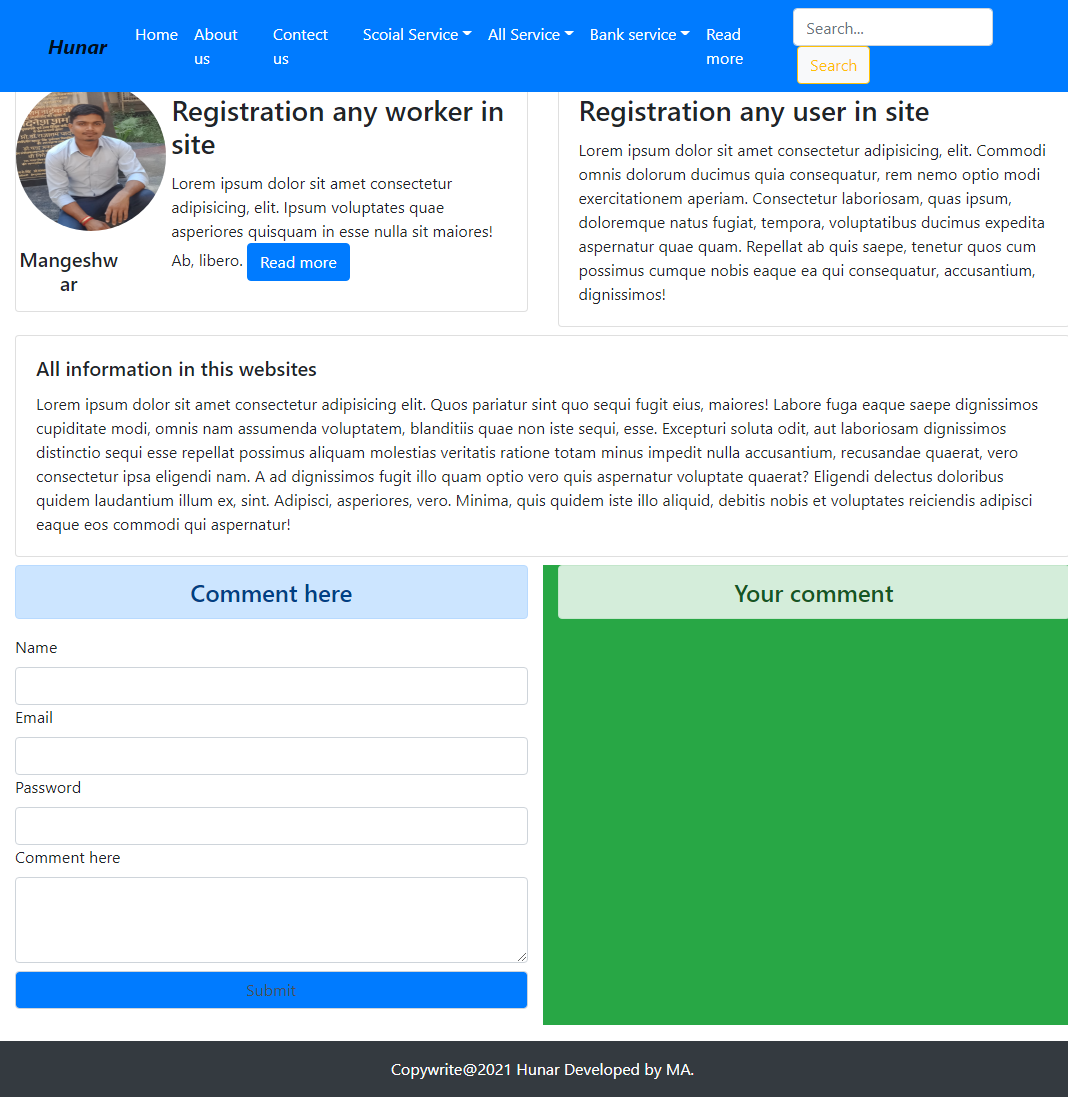 Hunar
Home
About
us
Contect
us
Scoial Service
All Service
Bank service
Read
more
Search...
Search
Mangeshw
ar
Registration any worker in
site
Lorem ipsum dolor sit amet consectetur
adipisicing, elit. Ipsum voluptates quae
asperiores quisquam in esse nulla sit maiores!
Ab, libero. Read more
Registration any user in site
Lorem ipsum dolor sit amet consectetur adipisicing, elit. Commodi
omnis dolorum ducimus quia consequatur, rem nemo optio modi
exercitationem aperiam. Consectetur laboriosam, quas ipsum,
doloremque natus fugiat, tempora, voluptatibus ducimus expedita
aspernatur quae quam. Repellat ab quis saepe, tenetur quos cum
possimus cumque nobis eaque ea qui consequatur, accusantium,
dignissimos!
All information in this websites
Lorem ipsum dolor sit amet consectetur adipisicing elit. Quos pariatur sint quo sequi fugit eius, maiores! Labore fuga eaque saepe dignissimos
cupiditate modi, omnis nam assumenda voluptatem, blanditiis quae non iste sequi, esse. Excepturi soluta odit, aut laboriosam dignissimos
distinctio sequi esse repellat possimus aliquam molestias veritatis ratione totam minus impedit nulla accusantium, recusandae quaerat, vero
consectetur ipsa eligendi nam. A ad dignissimos fugit illo quam optio vero quis aspernatur voluptate quaerat? Eligendi delectus doloribus
quidem laudantium illum ex, sint. Adipisci, asperiores, vero. Minima, quis quidem iste illo aliquid, debitis nobis et voluptates reiciendis adipisci
eaque eos commodi qui aspernatur!
Comment here
Name
Email
Password
Comment here
Submit
Your comment
Copywrite@2021 Hunar Developed by MA.